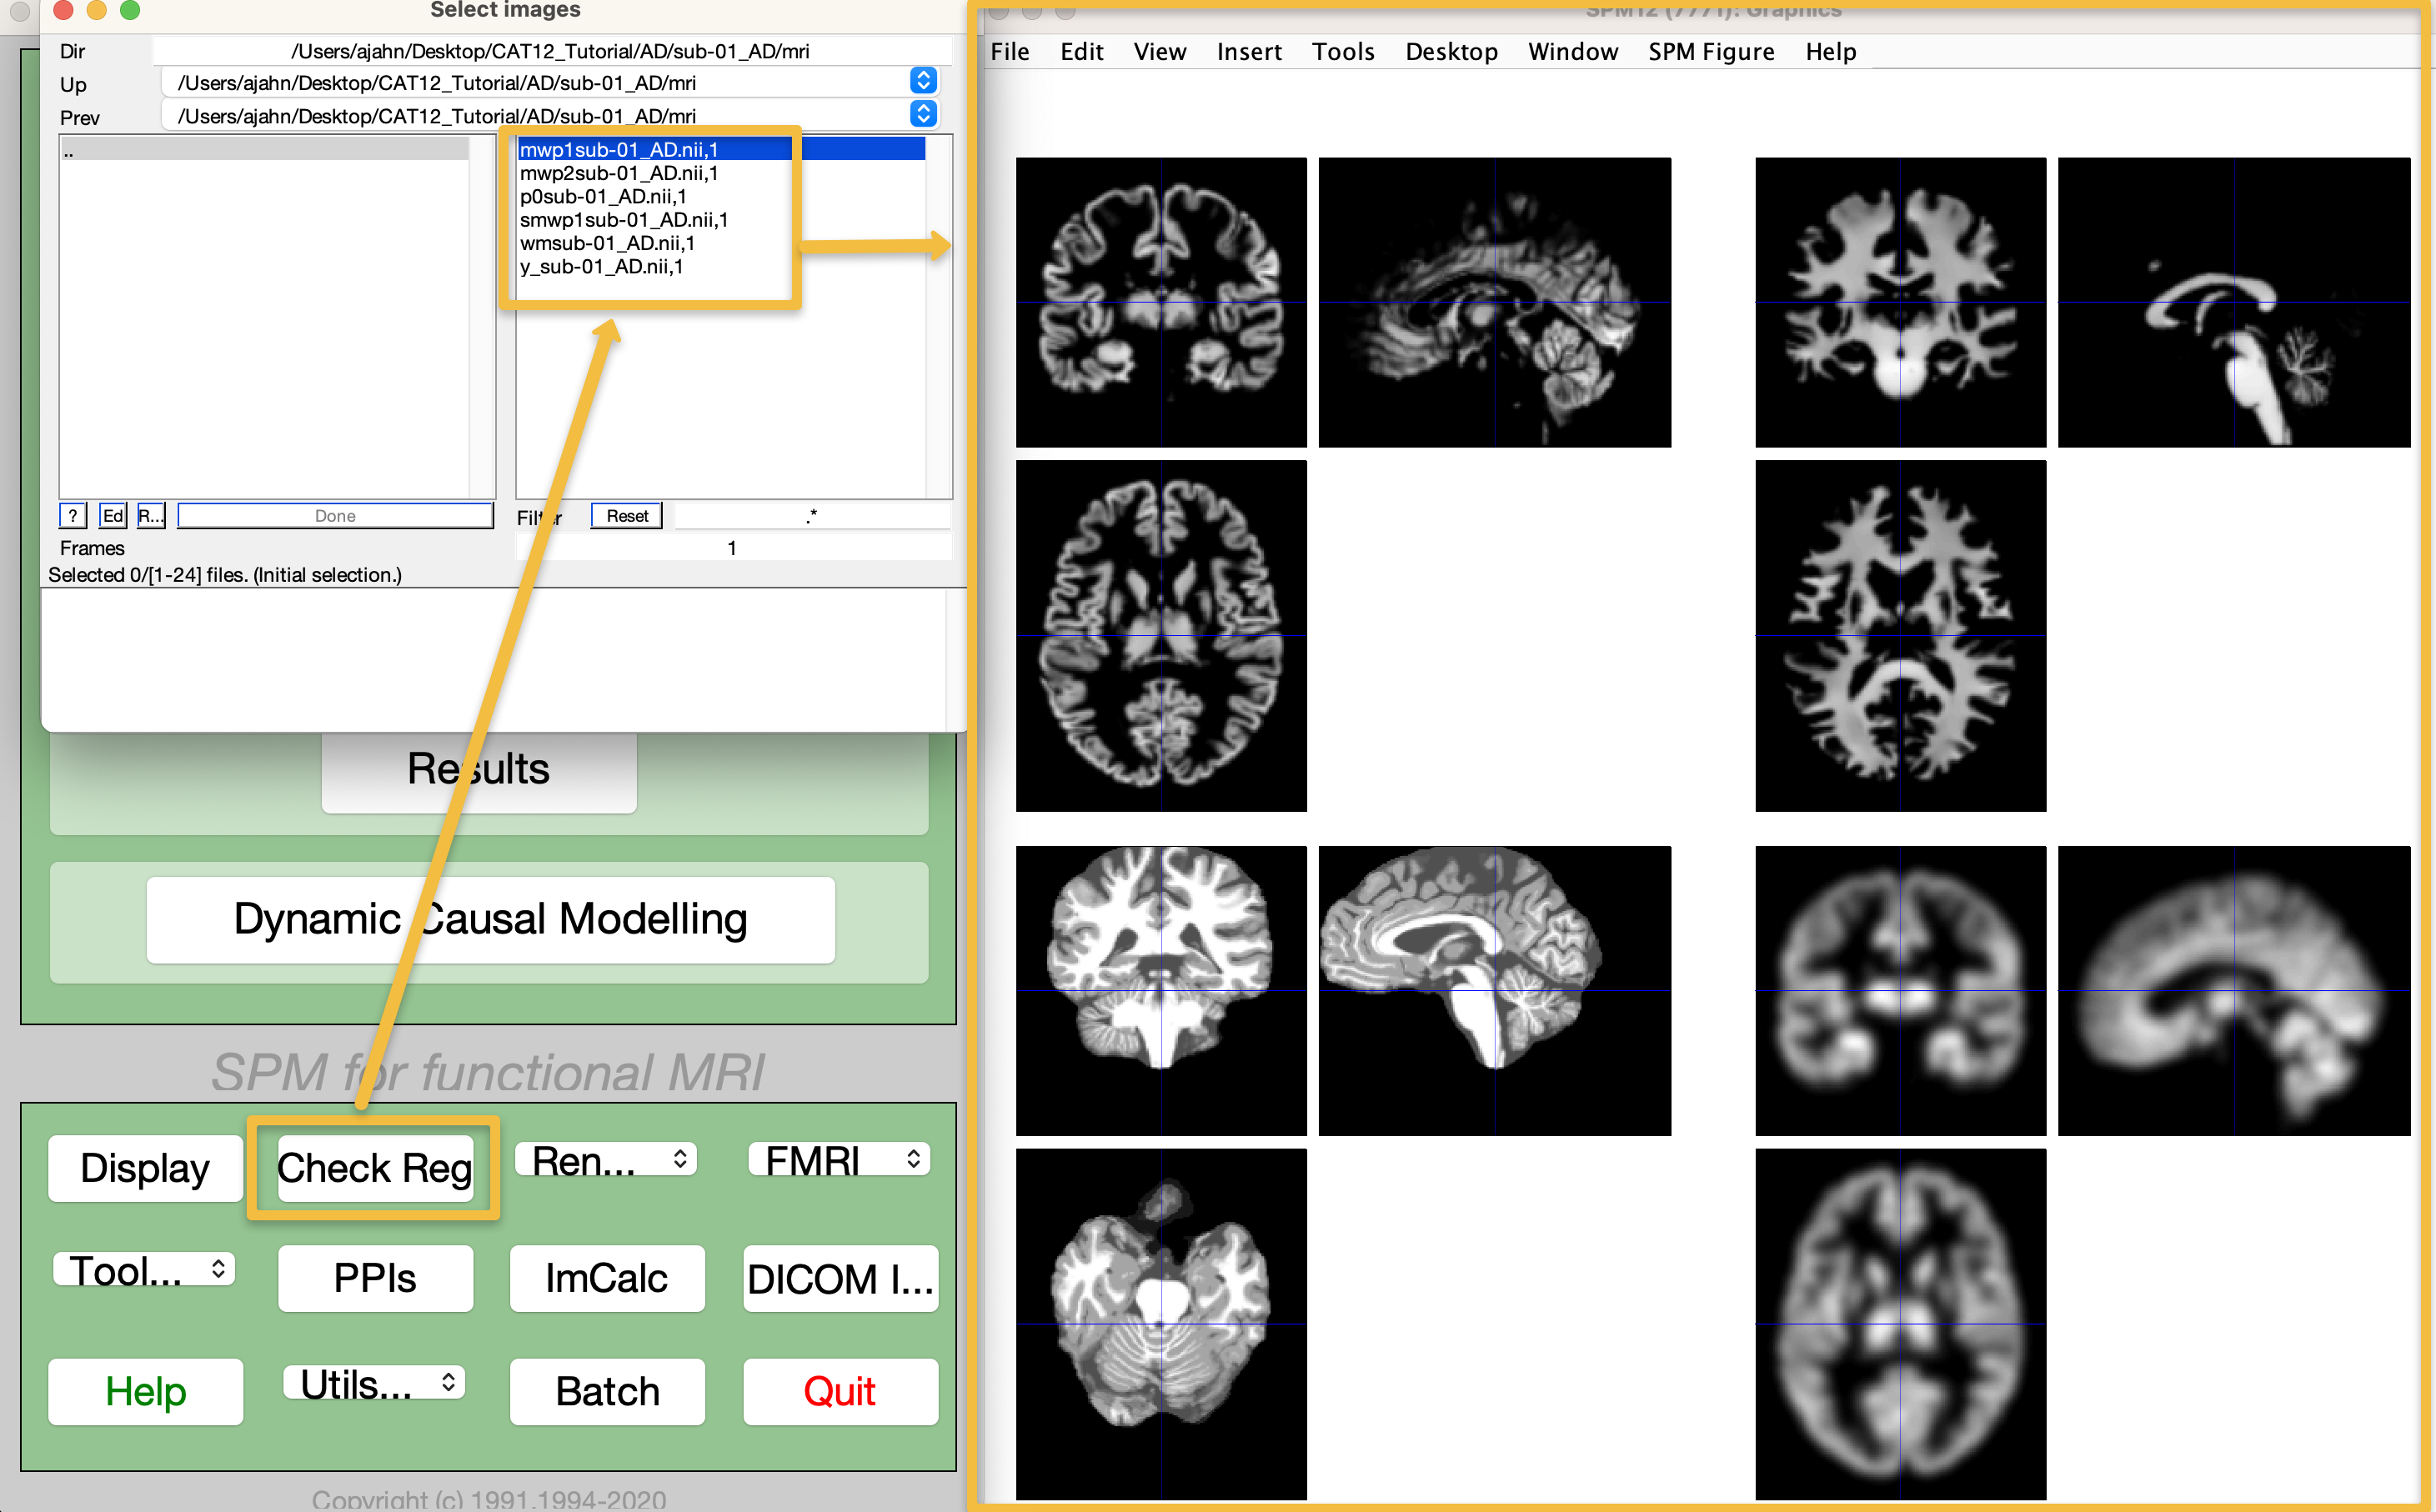 Select images
Dir
/Users/ajahn/Desktop/CAT12_Tutorial/AD/sub-01_AD/mri
Up
/Users/ajahn/Desktop/CAT12_Tutorial/AD/sub-01_AD/mri
Prev
/Users/ajahn/Desktop/CAT12_Tutorial/AD/sub-01_AD/mri
..
mwp1sub-01_AD.nii,1
mwp2sub-01_AD.nii,1
p0sub-01_AD.nii,1
smwp1sub-01_AD.nii,1
wmsub-01_AD.nii,1
y_sub-01_AD.nii,1
? Ed R... Done
Filter Reset .*
Frames 1
Selected 0/[1-24] files. (Initial selection.)
Results
Dynamic Causal Modelling
SPM for functional MRI
Display Check Reg Ren... FMRI
Tool... PPIs ImCalc DICOM I...
Help Utils... Batch Quit
Copyright (c) 1991,1994-2020
SPM12 (7771): Graphics
File Edit View Insert Tools Desktop Window SPM Figure Help